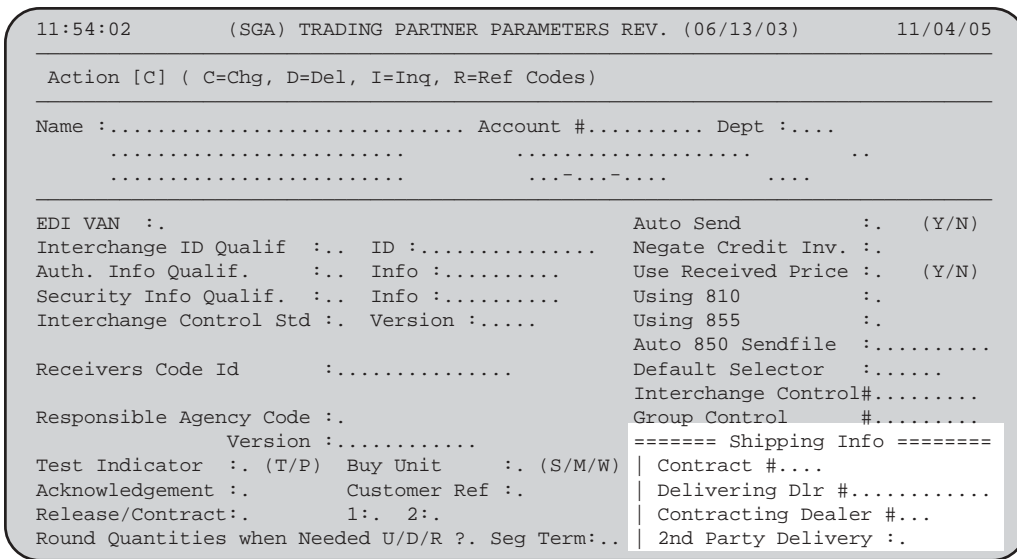 11:54:02 (SGA) TRADING PARTNER PARAMETERS REV. (06/13/03) 11/04/05
Action [C] ( C=Chg, D=Del, I=Inq, R=Ref Codes)
Name :.............................. Account #.......... Dept :....
......................... .................... ..
......................... ...-...-.... ....
EDI VAN :. Auto Send :. (Y/N)
Interchange ID Qualif :.. ID :............... Negate Credit Inv. :.
Auth. Info Qualif. :.. Info :.......... Use Received Price :. (Y/N)
Security Info Qualif. :.. Info :.......... Using 810 :.
Interchange Control Std :. Version :..... Using 855 :.
Auto 850 Sendfile :..........
Receivers Code Id :............... Default Selector :......
Interchange Control#.........
Responsible Agency Code :. Group Control #.........
Version :............ ======= Shipping Info ========
Test Indicator :. (T/P) Buy Unit :. (S/M/W) | Contract #....
Acknowledgement :. Customer Ref :. | Delivering Dlr #............
Release/Contract:. 1:. 2:. | Contracting Dealer #...
Round Quantities when Needed U/D/R ?. Seg Term:.. | 2nd Party Delivery :.